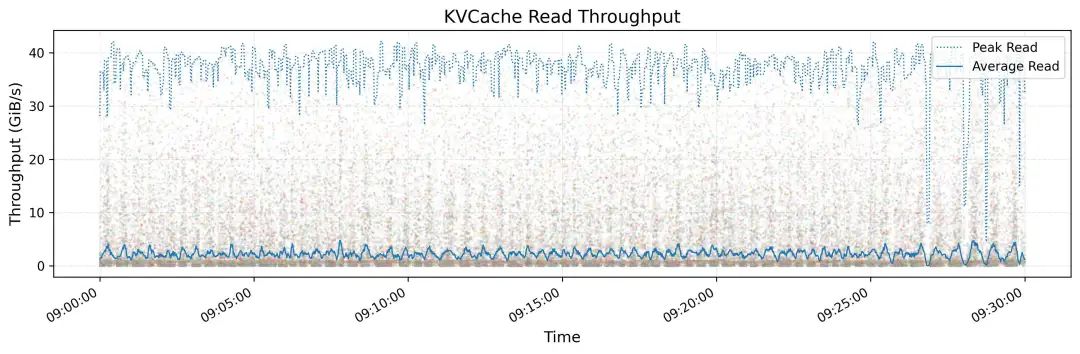 KVCache Read Throughput
Throughput (GiB/s)
40
30
20
10
0
Peak Read
Average Read
09:00:00
09:05:00
09:10:00
09:15:00
09:20:00
09:25:00
09:30:00
Time